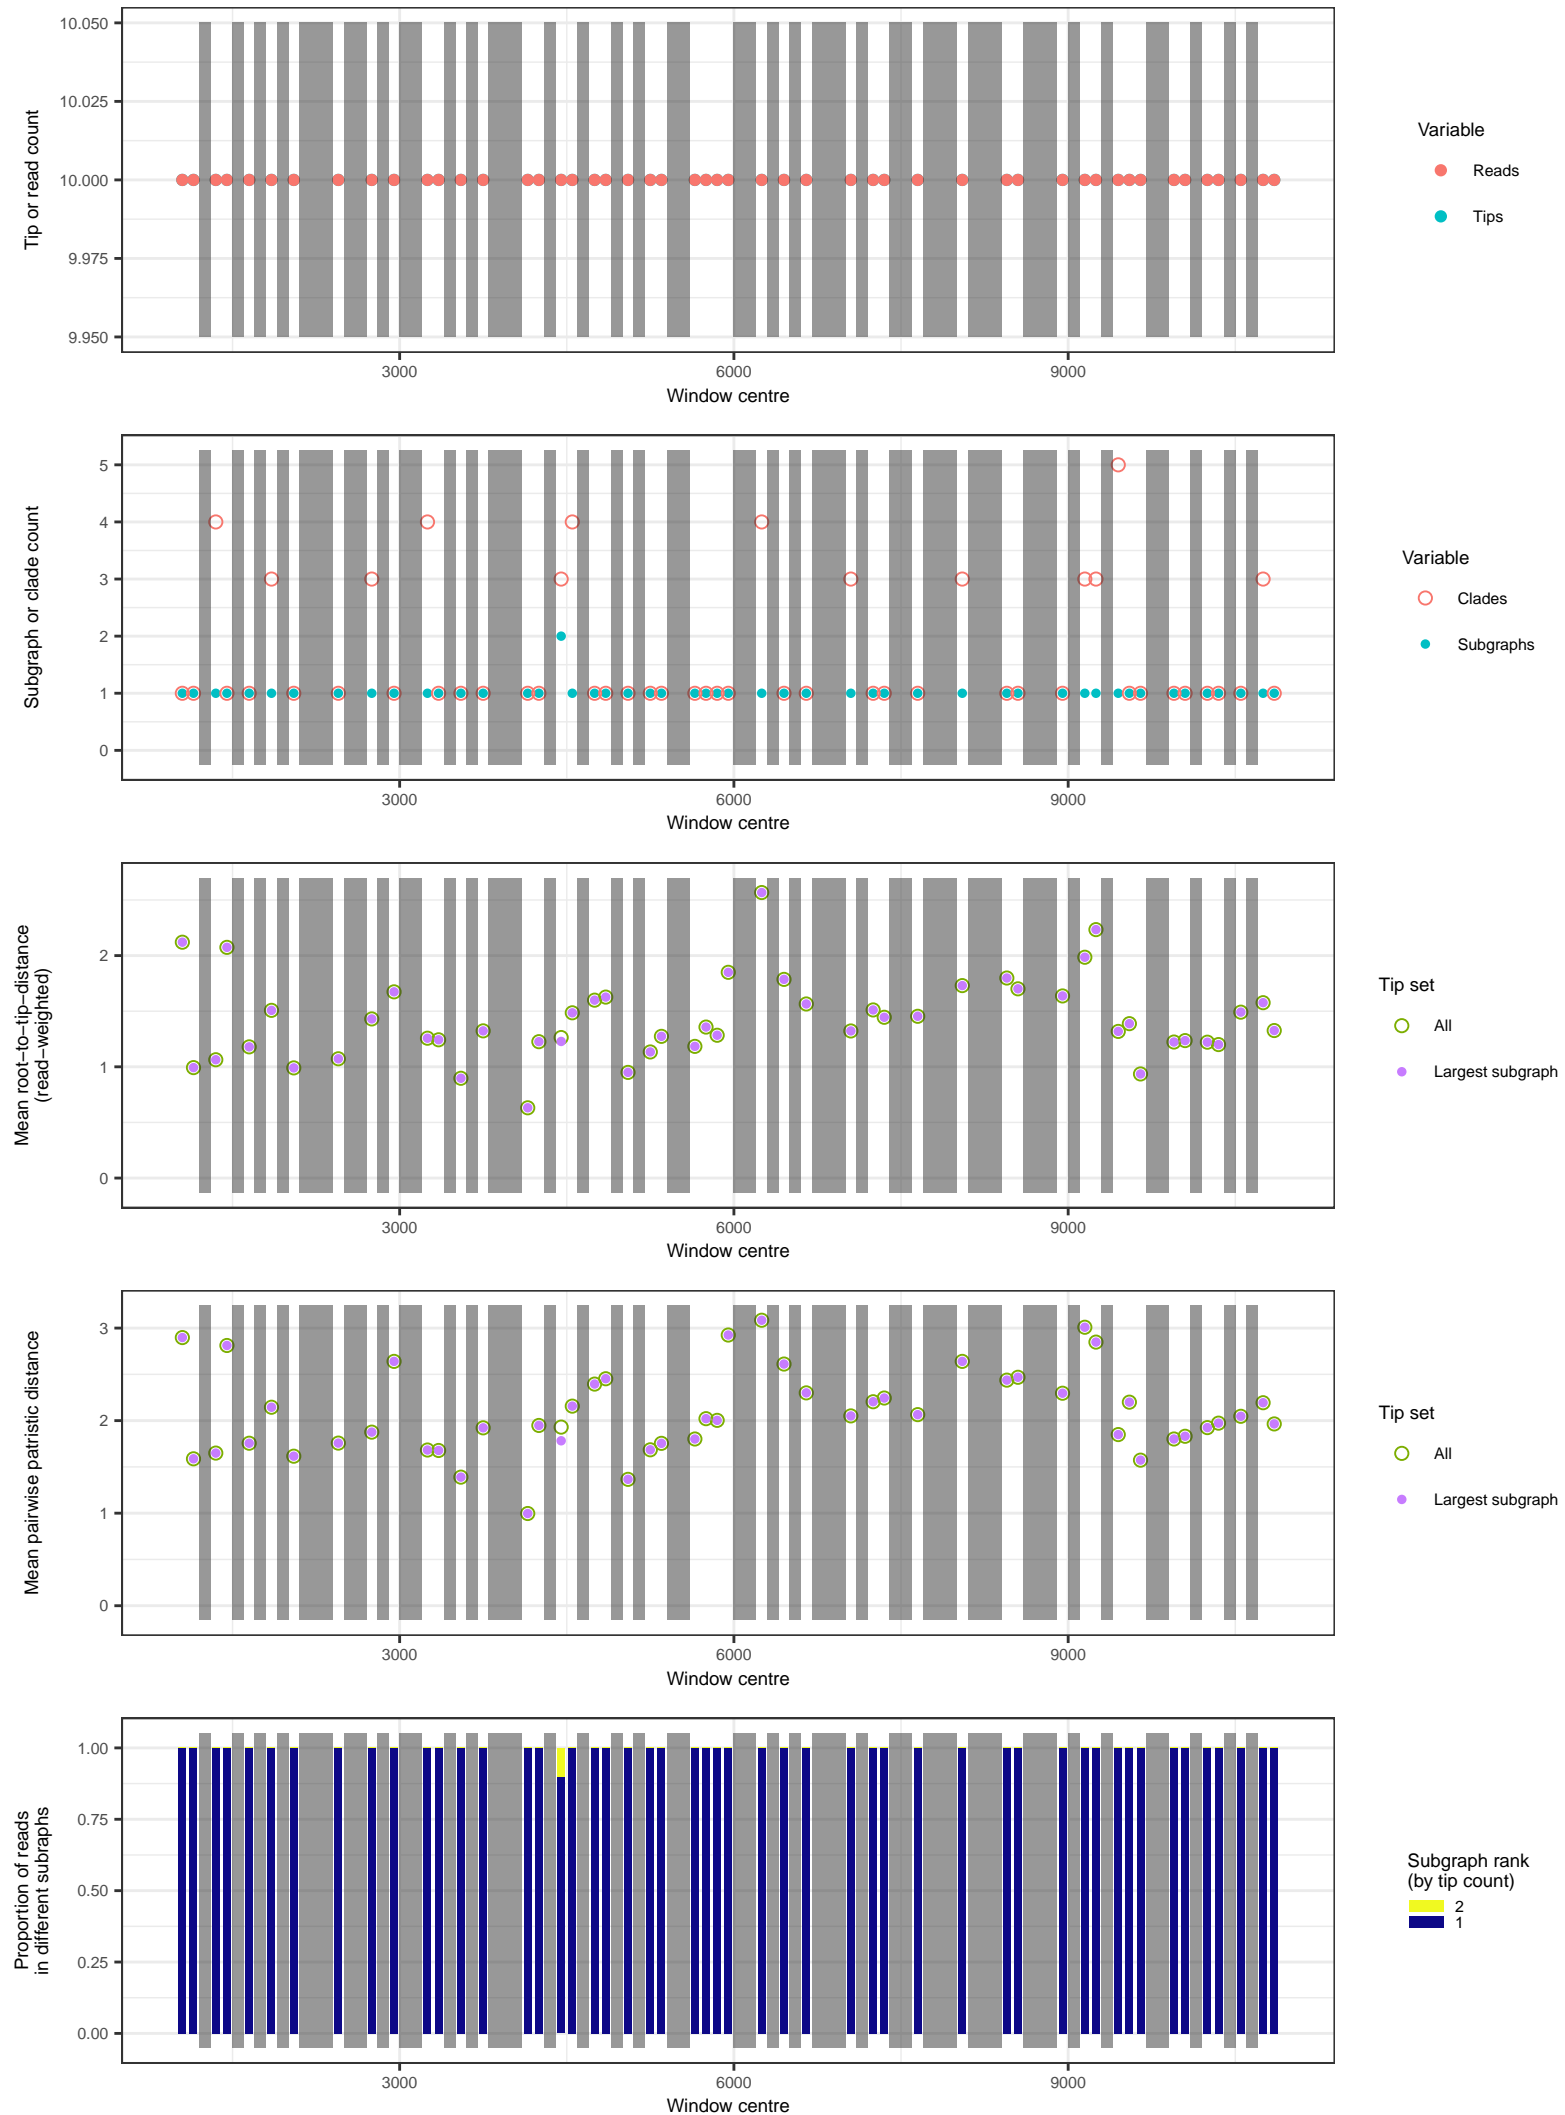 10.050
10.025
10.000
9.975
9.950
Tip or read count
3000
6000
9000
Window centre
Variable
Reads
Tips
5
4
3
2
1
0
Subgraph or clade count
3000
6000
9000
Window centre
Variable
Clades
Subgraphs
2
1
0
Mean root−to−tip−distance
(read−weighted)
3000
6000
9000
Window centre
Tip set
All
Largest subgraph
3
2
1
0
Mean pairwise patristic distance
3000
6000
9000
Window centre
Tip set
All
Largest subgraph
1.00
0.75
0.50
0.25
0.00
Proportion of reads
in different subraphs
3000
6000
9000
Window centre
Subgraph rank
(by tip count)
2
1